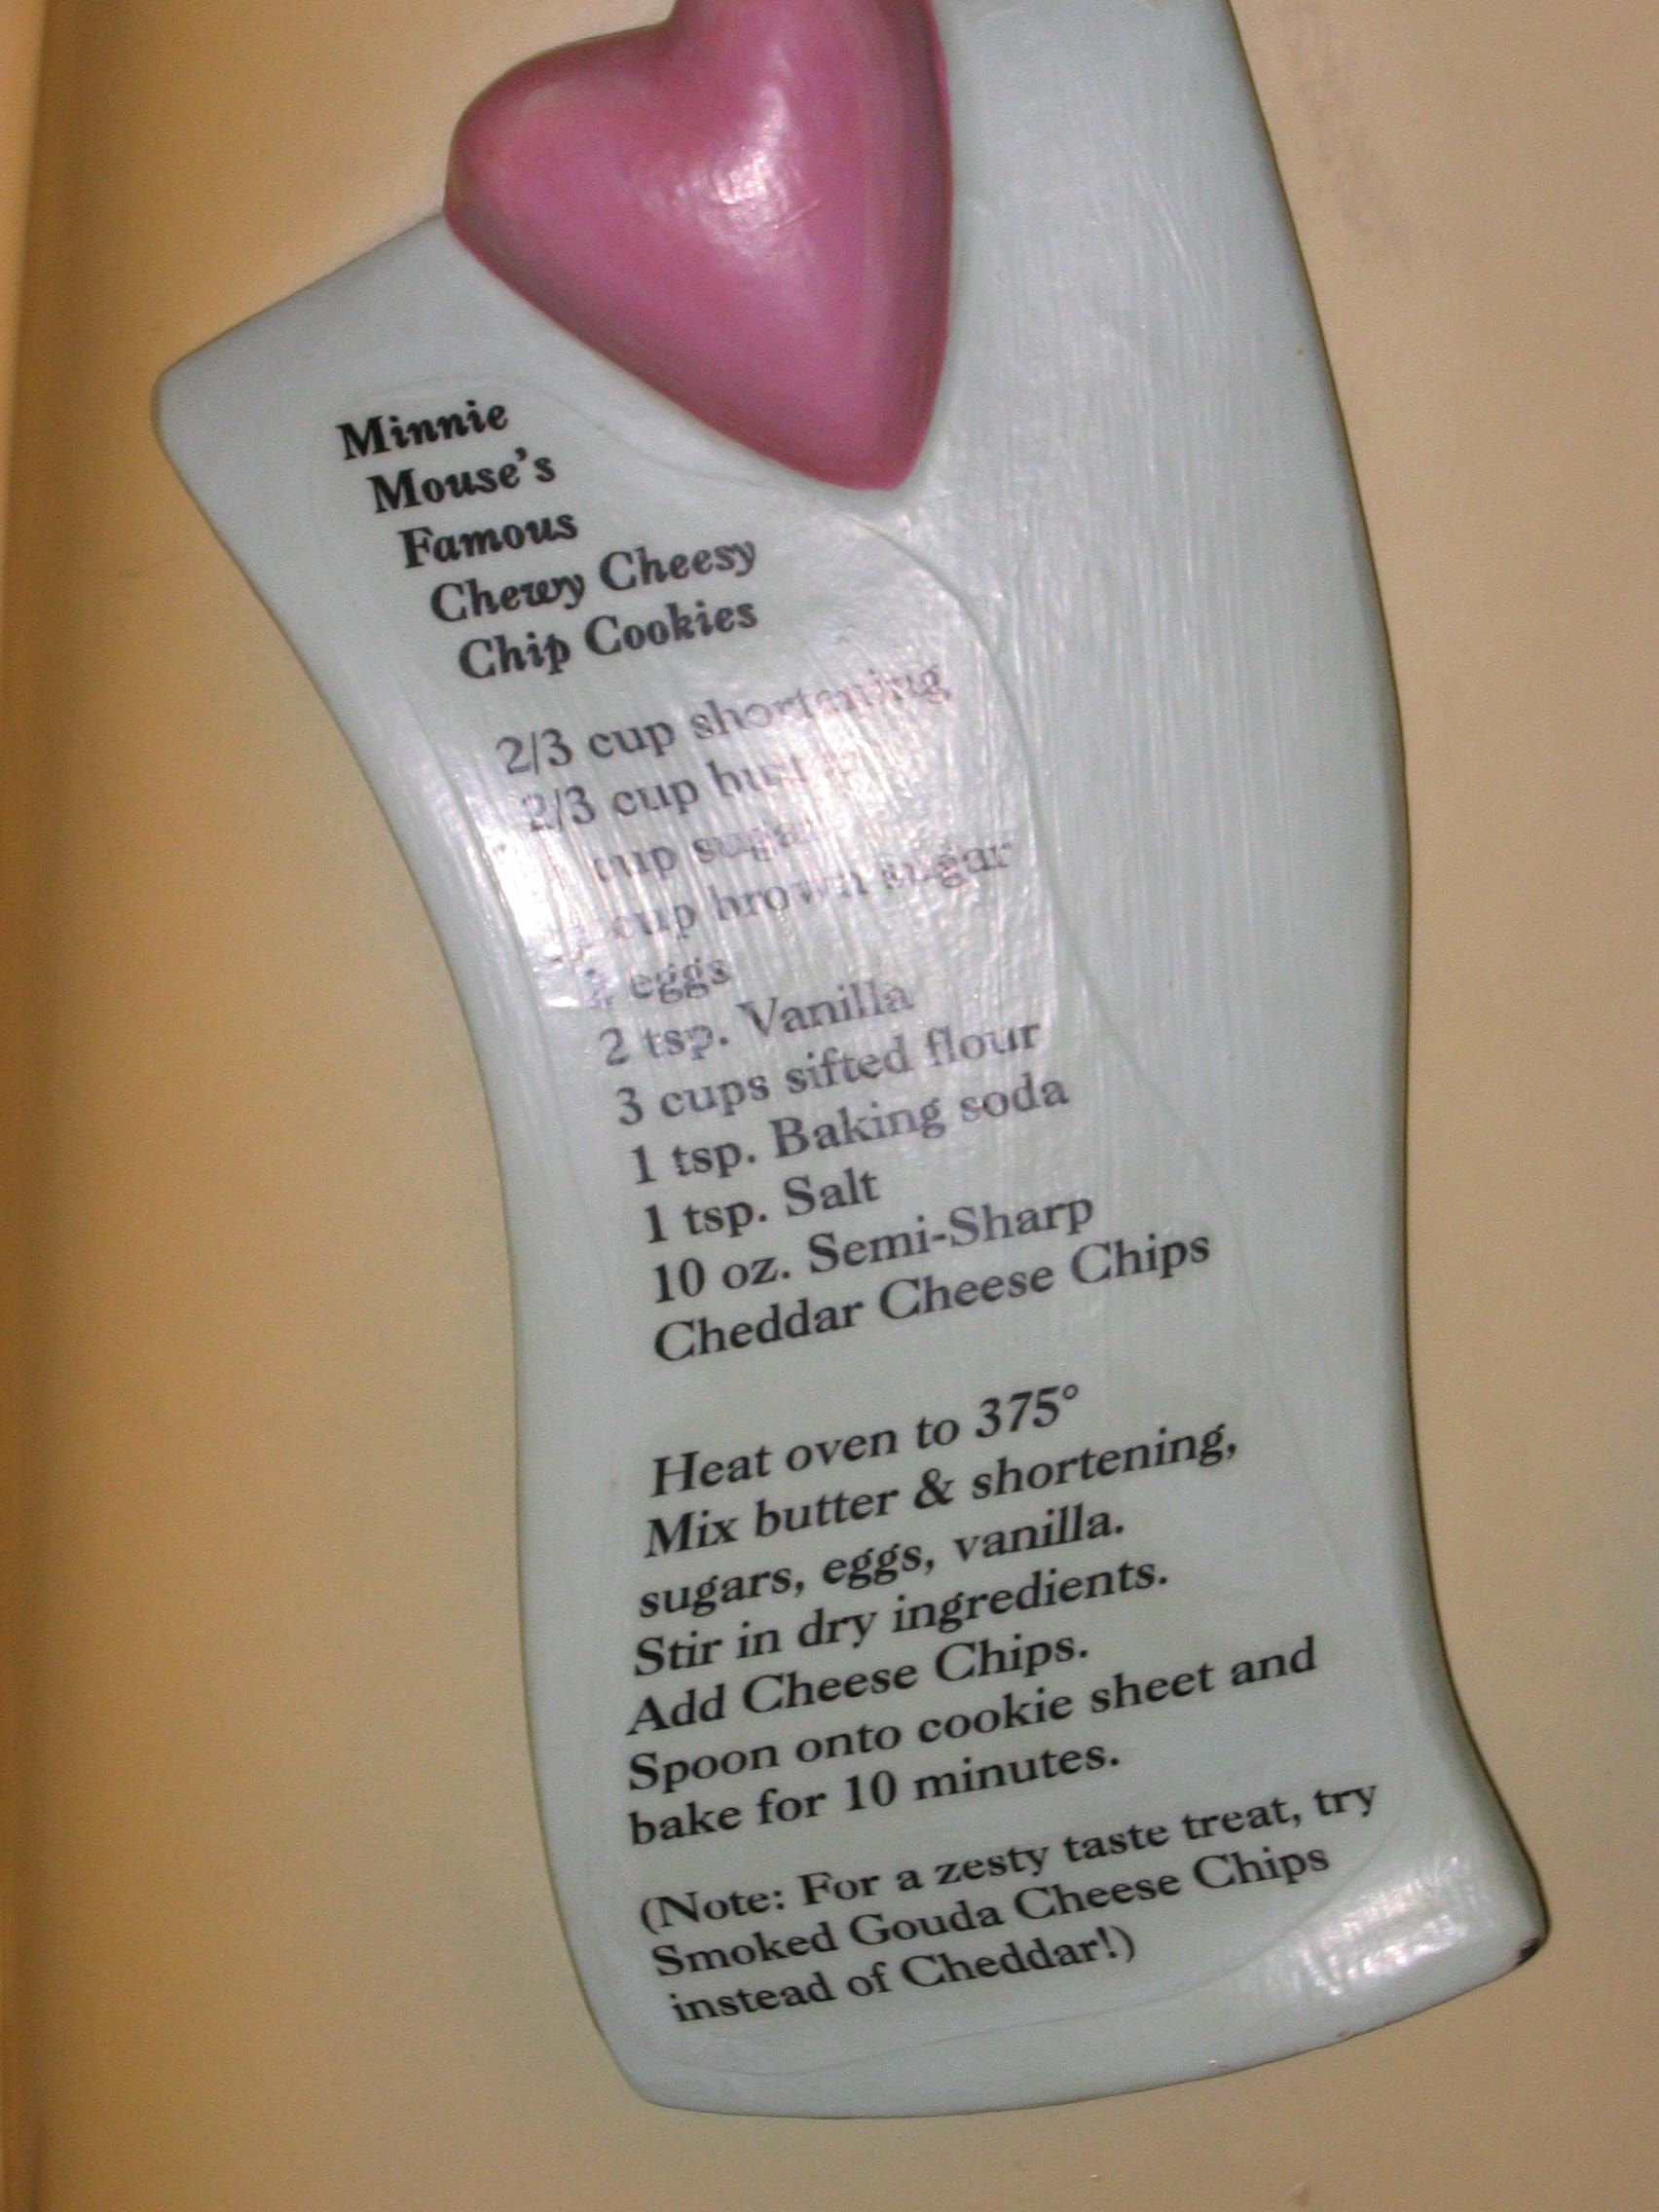 Minnie
Mouse's
Famous
Chewy Cheesy
Chip Cookies
2/3 cup shortening
2/3 cup
cup sugar
cup brown sugar
eggs
2 tsp. Vanilla
3 cups sifted flour
1 tsp. Baking soda
1 tsp. Salt
10 oz. Semi-Sharp
Cheddar Cheese Chips
Heat oven to 375°
Mix butter & shortening,
sugars, eggs, vanilla.
Stir in dry ingredients.
Add Cheese Chips.
Spoon onto cookie sheet and
bake for 10 minutes.
(Note: For a zesty taste treat, try
Smoked Gouda Cheese Chips
instead of Cheddar!)